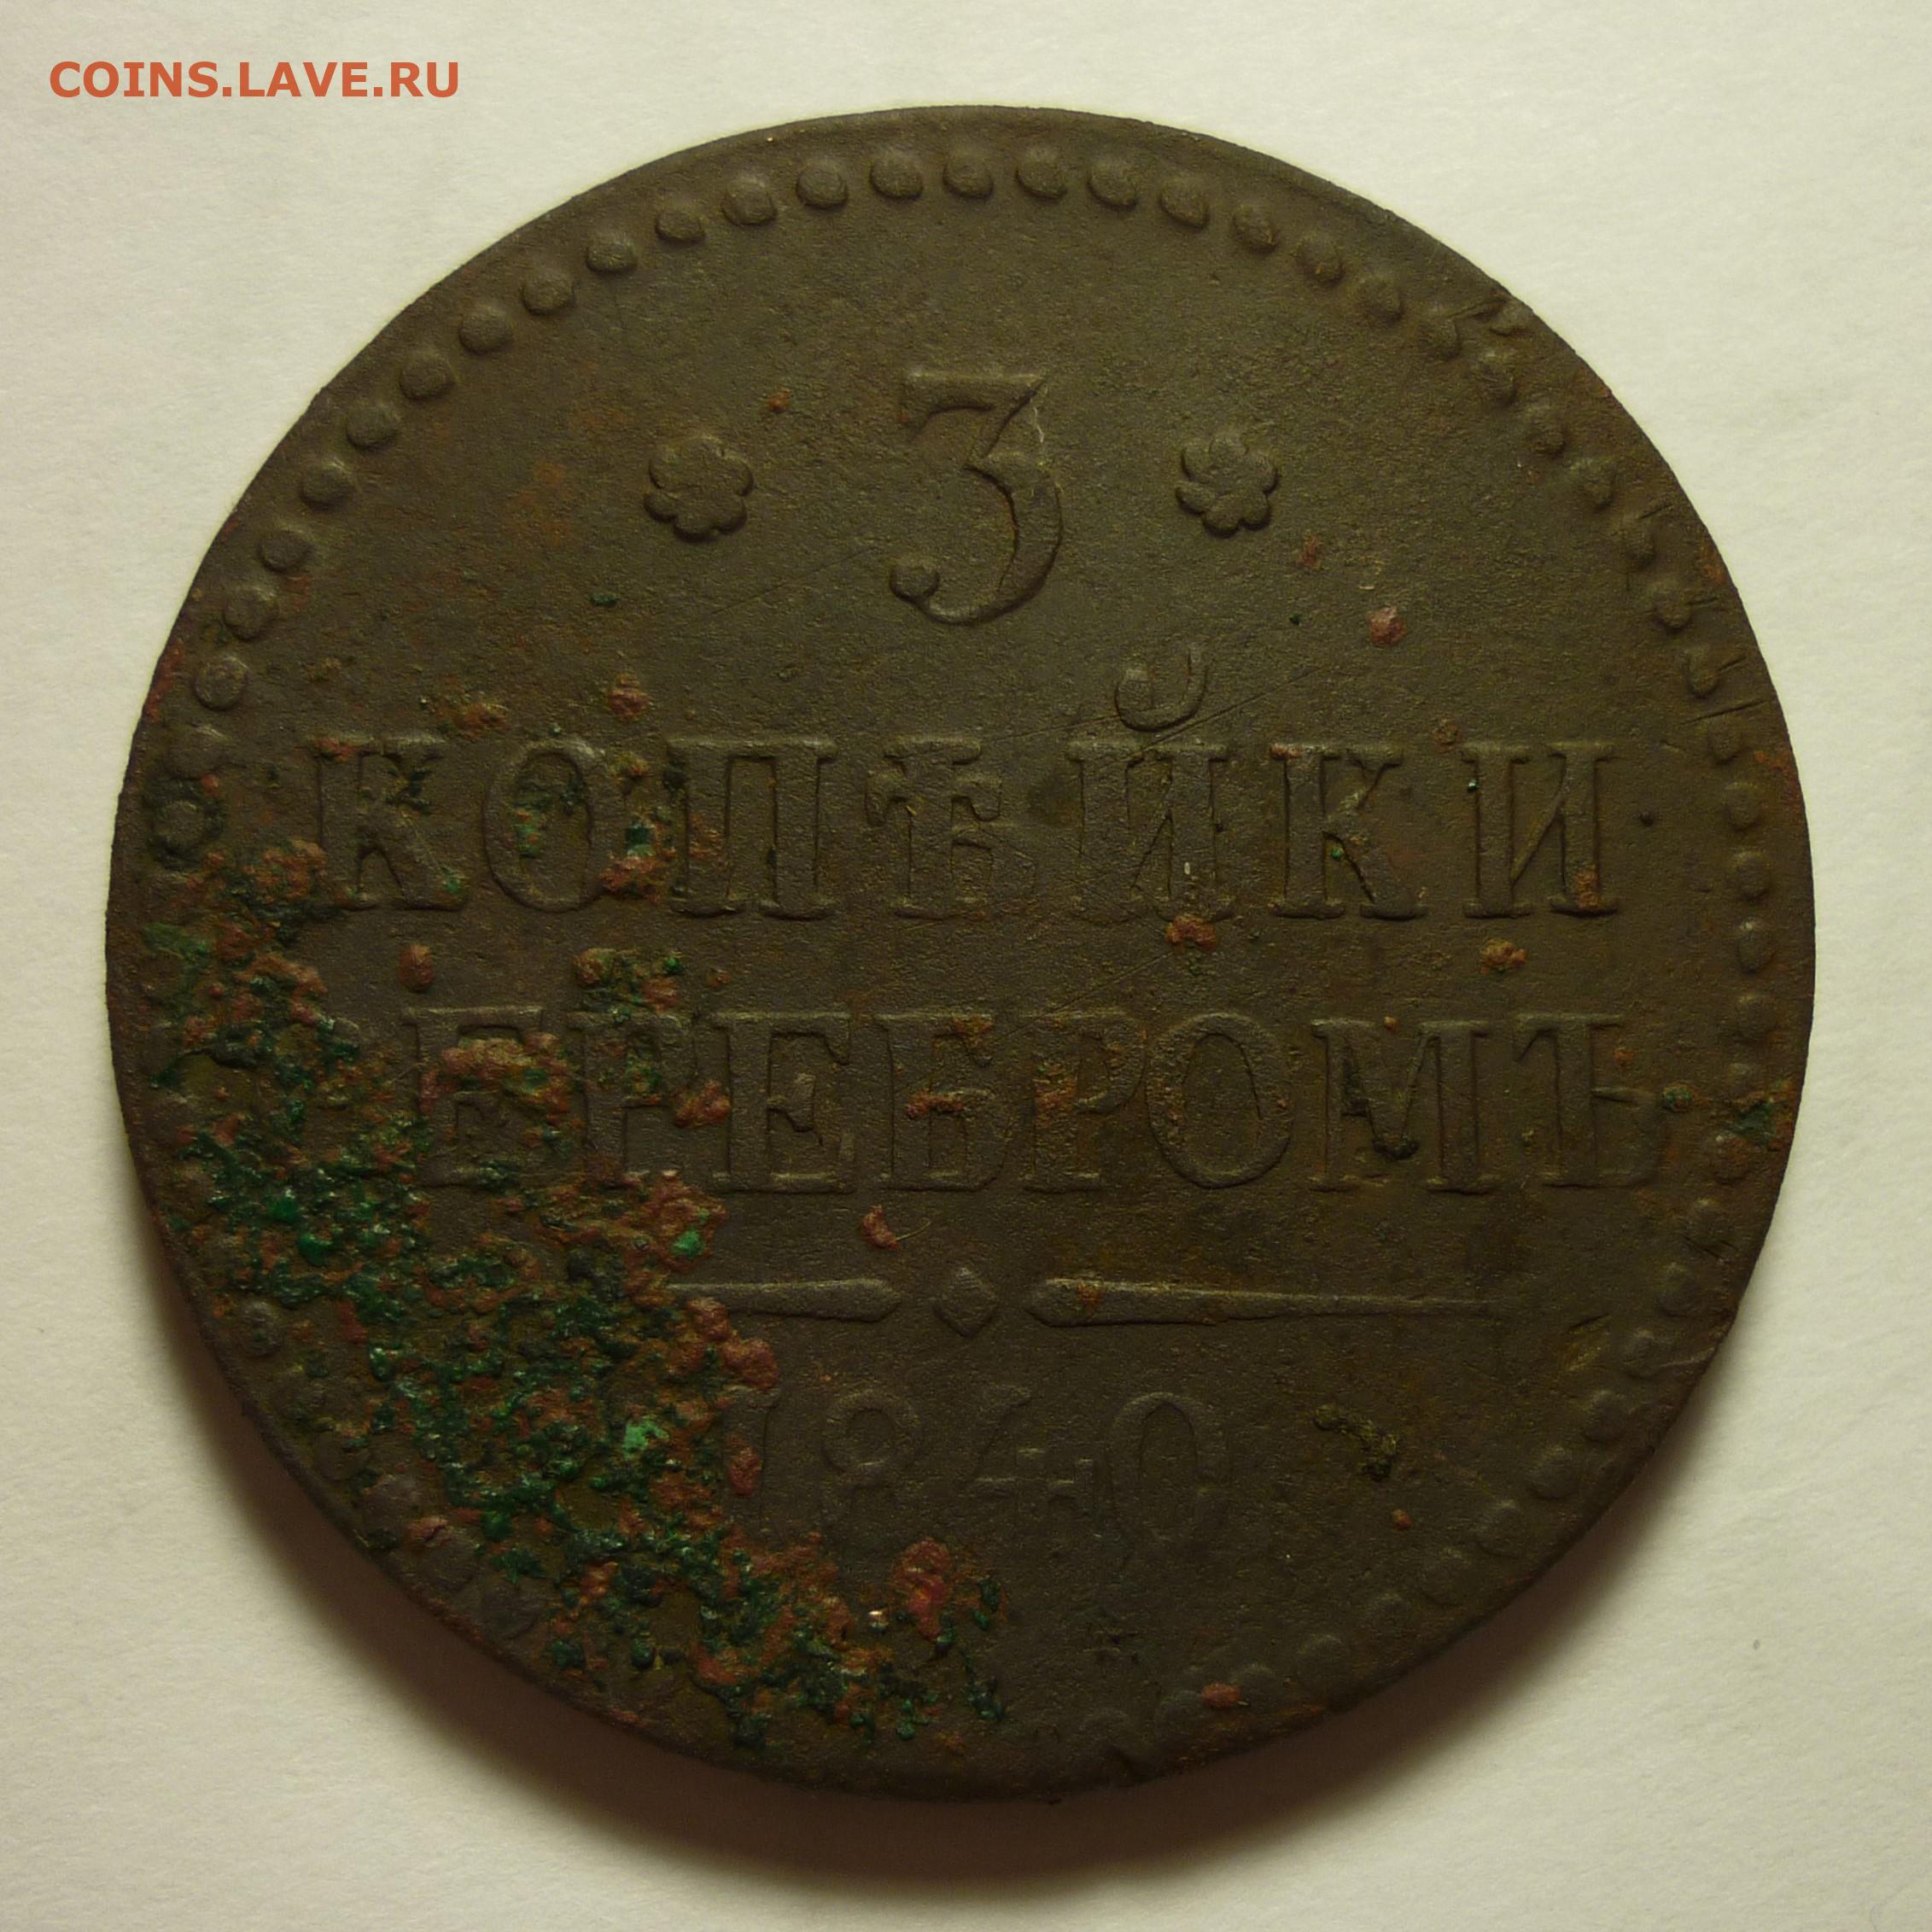 COINS.LAVE.RU
3
КОПѢЙКИ
СЕРЕБРОМЪ
1840